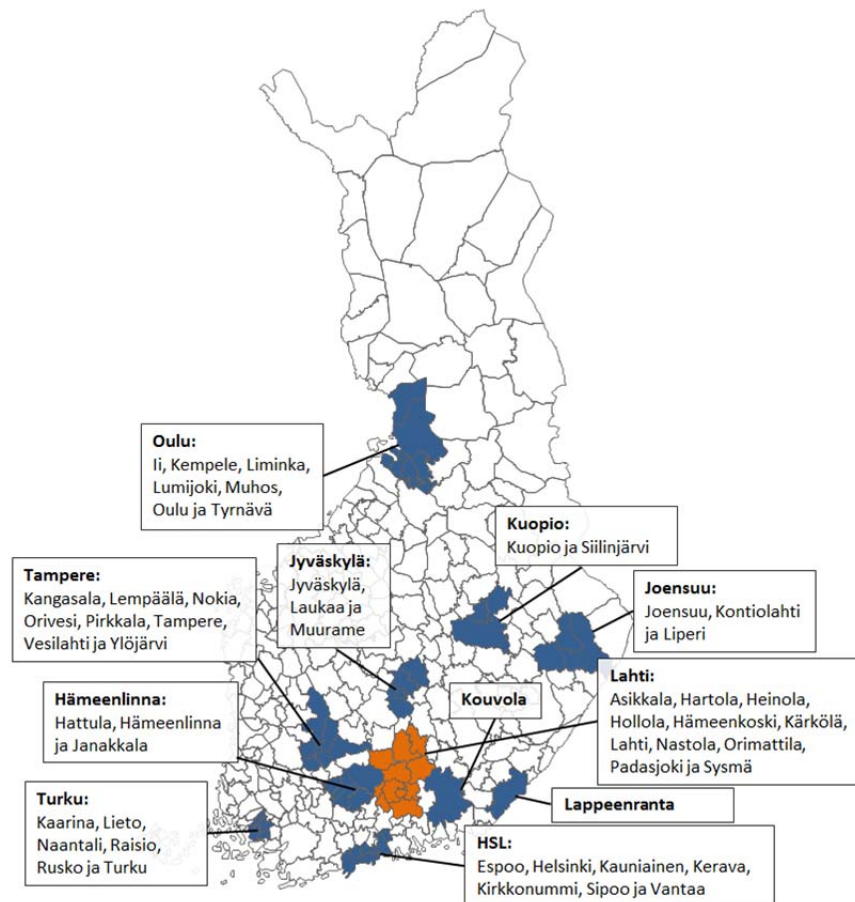 Oulu:
Ii, Kempele, Liminka,
Lumijoki, Muhos,
Oulu ja Tyrnävä
Kuopio:
Kuopio ja Siilinjärvi
Jyväskylä:
Jyväskylä,
Laukaa ja
Muurame
Tampere:
Kangasala, Lempäälä, Nokia,
Orivesi, Pirkkala, Tampere,
Vesilahti ja Ylöjärvi
Joensuu:
Joensuu, Kontiolahti
ja Liperi
Lahti:
Asikkala, Hartola, Heinola,
Hollola, Hämeenkoski, Kärkölä,
Lahti, Nastola, Orimattila,
Padasjoki ja Sysmä
Hämeenlinna:
Hattula, Hämeenlinna
ja Janakkala
Kouvola
Turku:
Kaarina, Lieto,
Naantali, Raisio,
Rusko ja Turku
Lappeenranta
HSL:
Espoo, Helsinki, Kauniainen, Kerava,
Kirkkonummi, Sipoo ja Vantaa